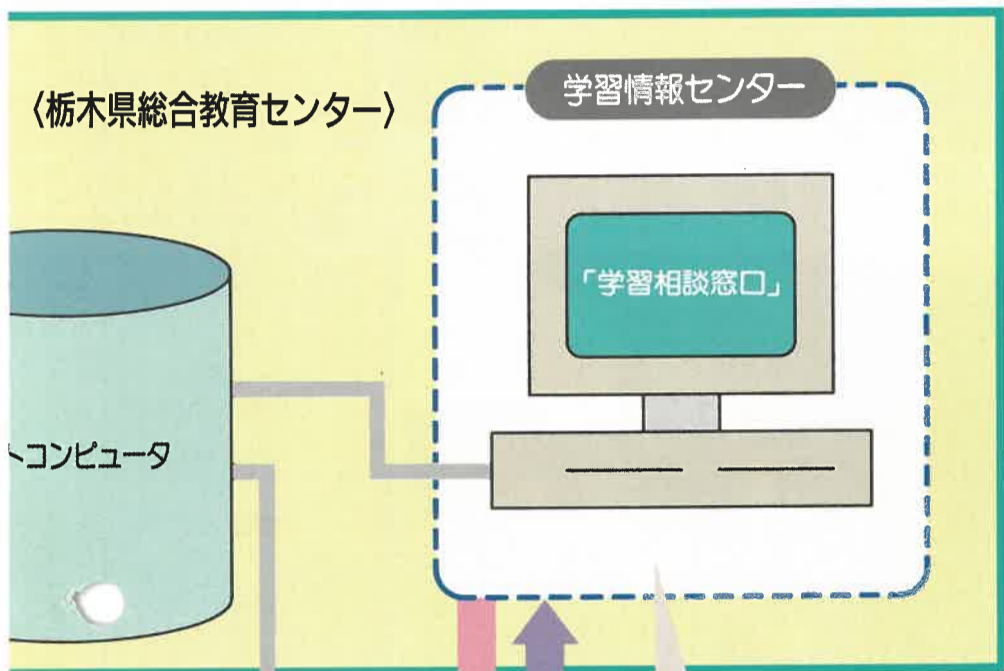 〈栃木県総合教育センター〉
学習情報センター
「学習相談窓口」
トコンピュータ